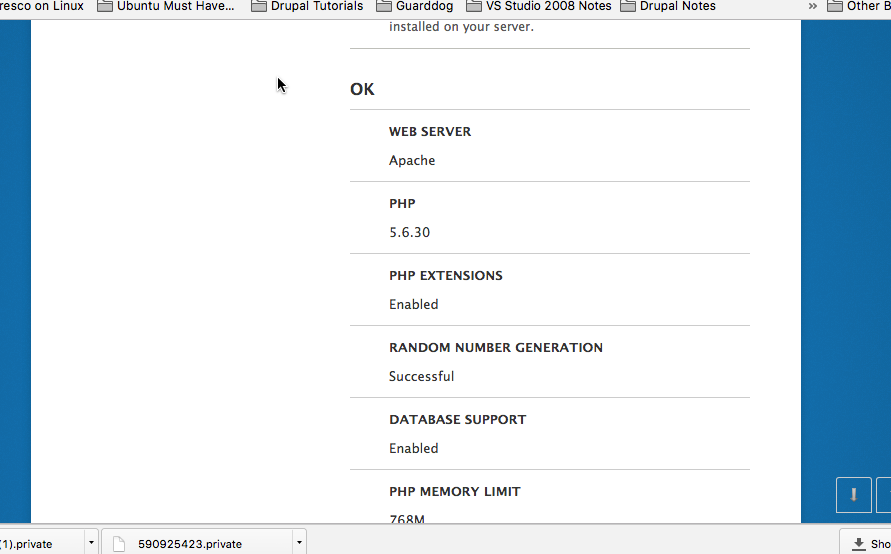 resco on Linux
Ubuntu Must Have...
Drupal Tutorials
Guarddog
VS Studio 2008 Notes
Drupal Notes
»
Other B
installed on your server.
OK
WEB SERVER
Apache
PHP
5.6.30
PHP EXTENSIONS
Enabled
RANDOM NUMBER GENERATION
Successful
DATABASE SUPPORT
Enabled
PHP MEMORY LIMIT
768M
(1).private
590925423.private
Sho